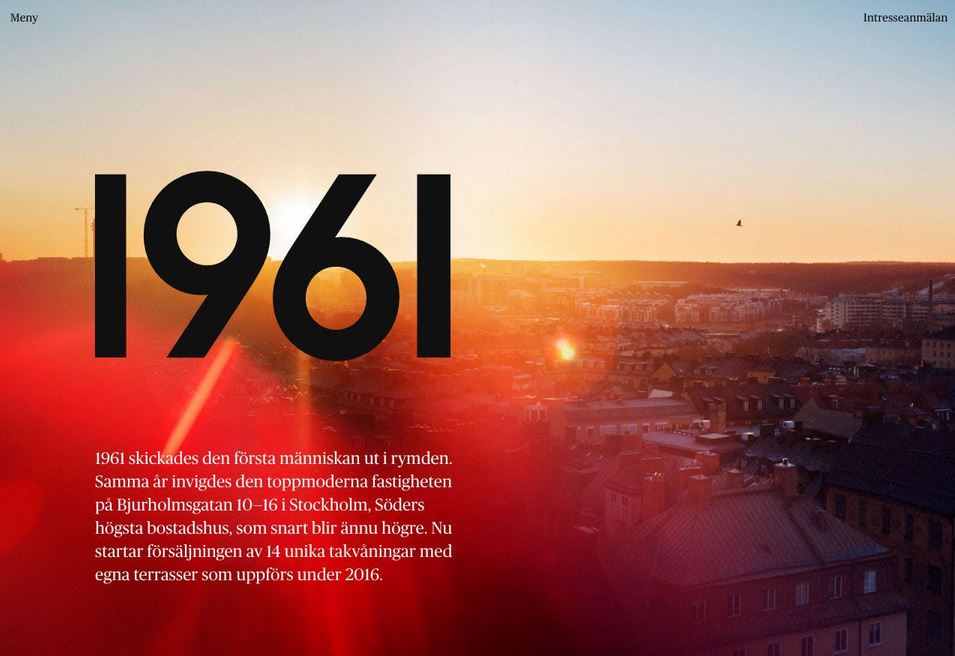 Meny
Intresseanmälan
1961
1961 skickades den första människan ut i rymden.
Samma år invigdes den toppmoderna fastigheten
på Bjurholmsgatan 10–16 i Stockholm, Söders
högsta bostadshus, som snart blir ännu högre. Nu
startar försäljningen av 14 unika takvåningar med
egna terrasser som uppförs under 2016.